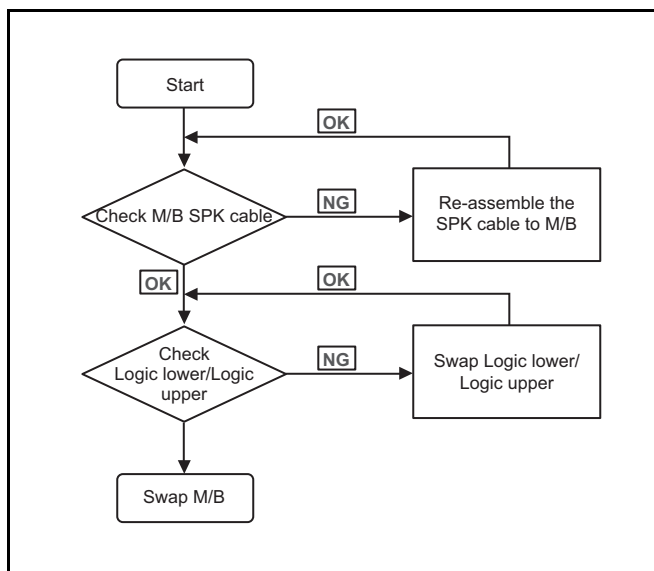 Start
OK
Check M/B SPK cable
NG
Re-assemble the
SPK cable to M/B
OK
OK
Check
Logic lower/Logic
upper
NG
Swap Logic lower/
Logic upper
Swap M/B